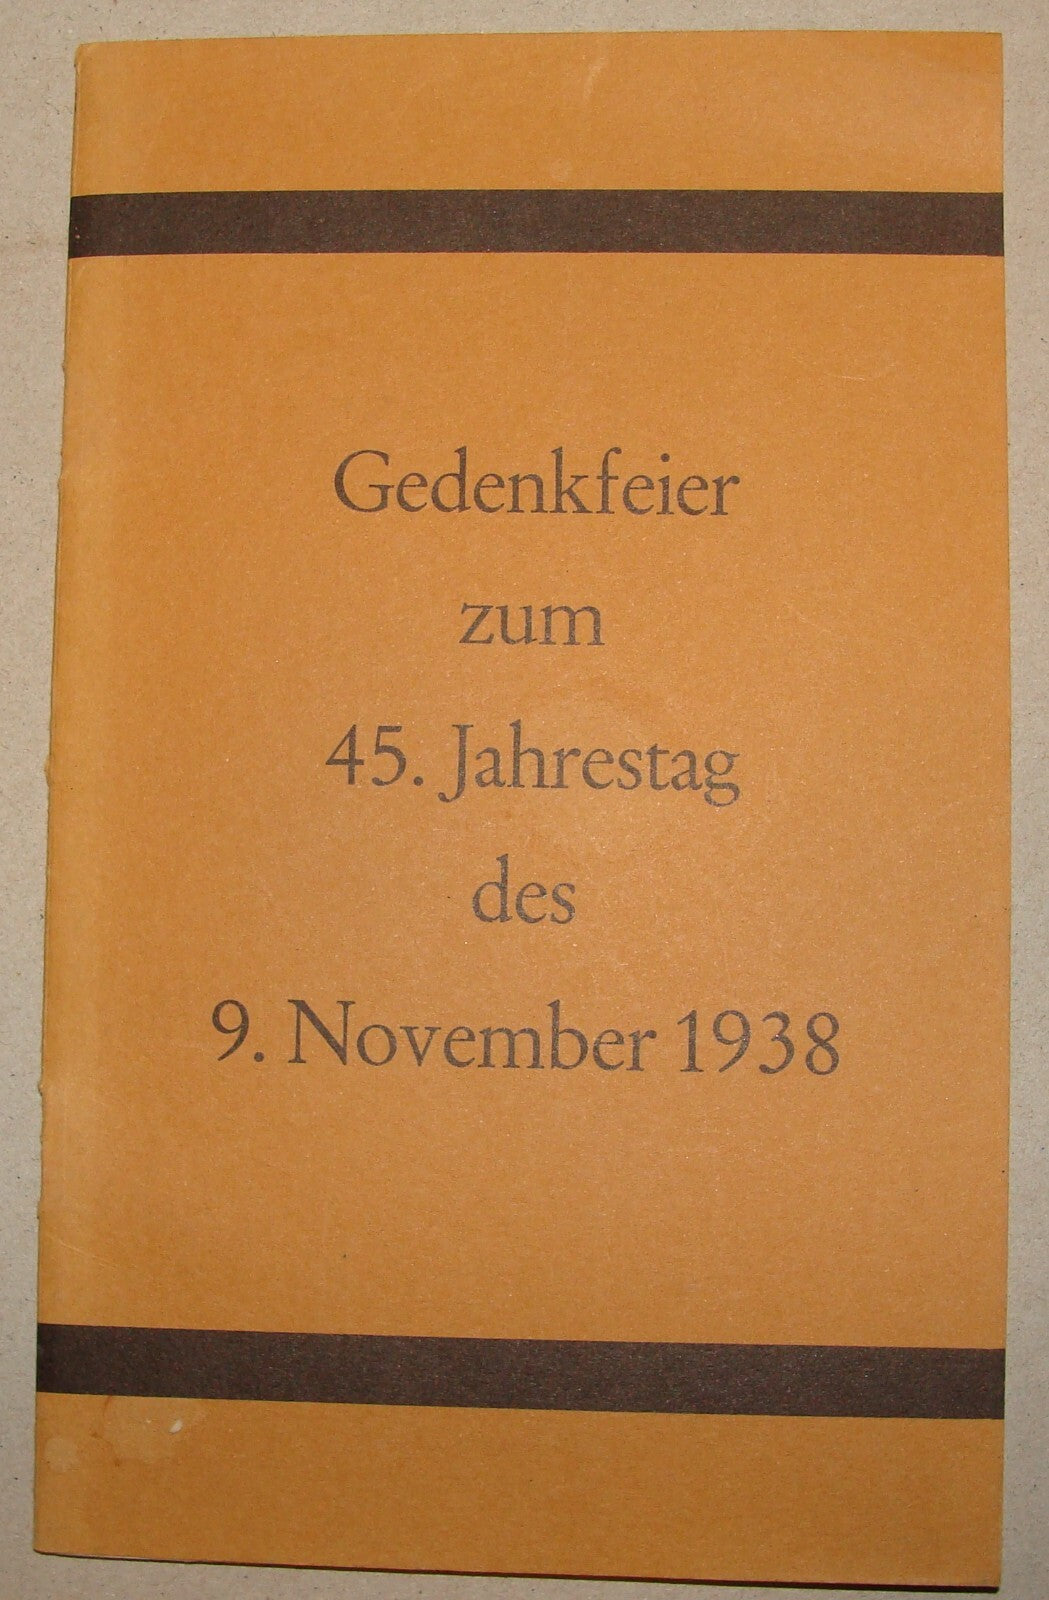 Gedenkfeier
zum
45. Jahrestag
des
9. November 1938